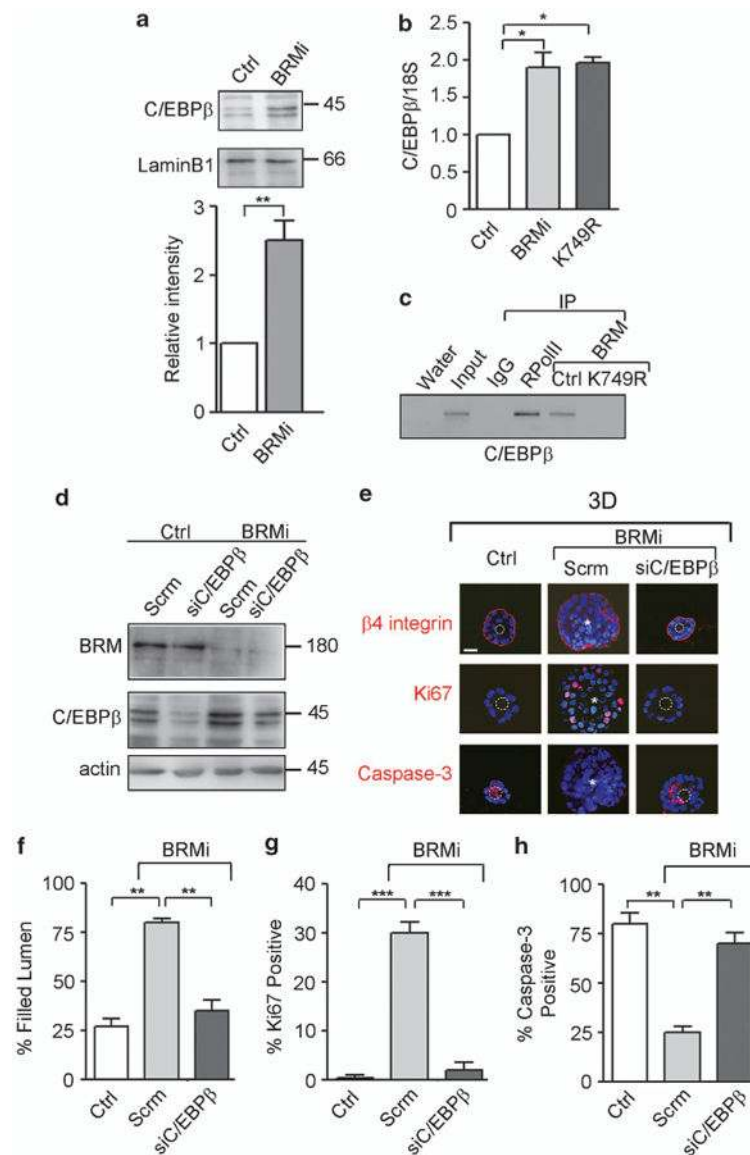 a
Ctrl
BRMi
C/EBPβ
45
LaminB1
66
**
3
2
1
0
Relative intensity
Ctrl
BRMi
b
*
*
2.5
2.0
1.5
1.0
0.5
0.0
C/EBPβ/18S
Ctrl
BRMi
K749R
c
IP
BRM
Water
Input
IgG
RPolII
Ctrl K749R
C/EBPβ
d
Ctrl
BRMi
Scrm
siC/EBPβ
Scrm
siC/EBPβ
BRM
180
C/EBPβ
45
actin
45
e
3D
BRMi
Ctrl
Scrm
siC/EBPβ
β4 integrin
*
Ki67
*
Caspase-3
*
f
BRMi
**
**
100
75
50
25
0
% Filled Lumen
Ctrl
Scrm
siC/EBPβ
g
BRMi
***
***
40
30
20
10
0
% Ki67 Positive
Ctrl
Scrm
siC/EBPβ
h
BRMi
**
**
100
75
50
25
0
% Caspase-3
Positive
Ctrl
Scrm
siC/EBPβ